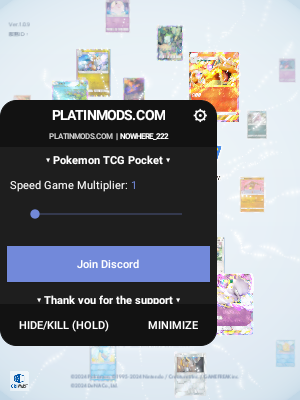 PLATINMODS.COM
PLATINMODS.COM | NOWHERE_222
▼ Pokemon TCG Pocket ▼
Speed Game Multiplier: 1
Join Discord
▼ Thank you for the support ▼
HIDE/KILL (HOLD)
MINIMIZE